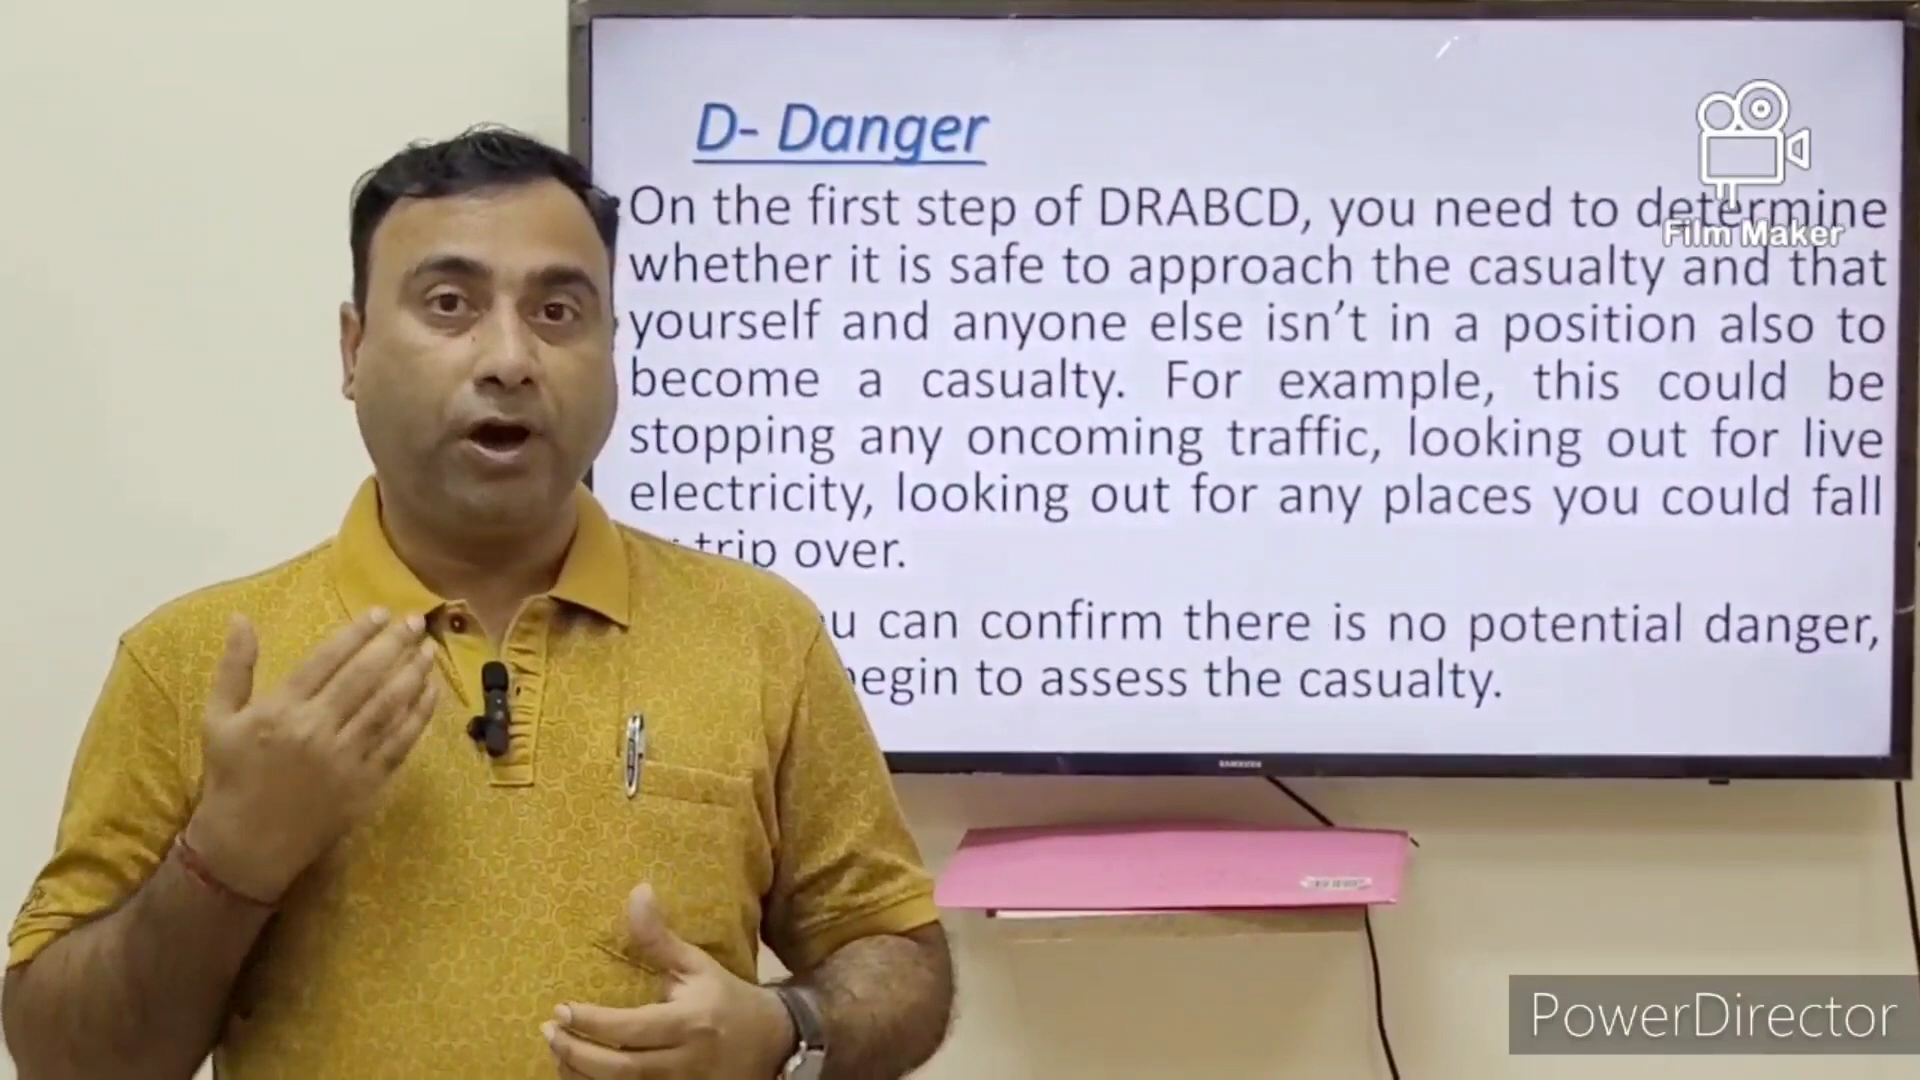 D- Danger
On the first step of DRABCD, you need to determine
whether it is safe to approach the casualty and that
yourself and anyone else isn't in a position also to
become a casualty. For example, this could be
stopping any oncoming traffic, looking out for live
electricity, looking out for any places you could fall
trip over.
can confirm there is no potential danger,
to assess the casualty.
Film Maker
SAMSUNG
PowerDirector